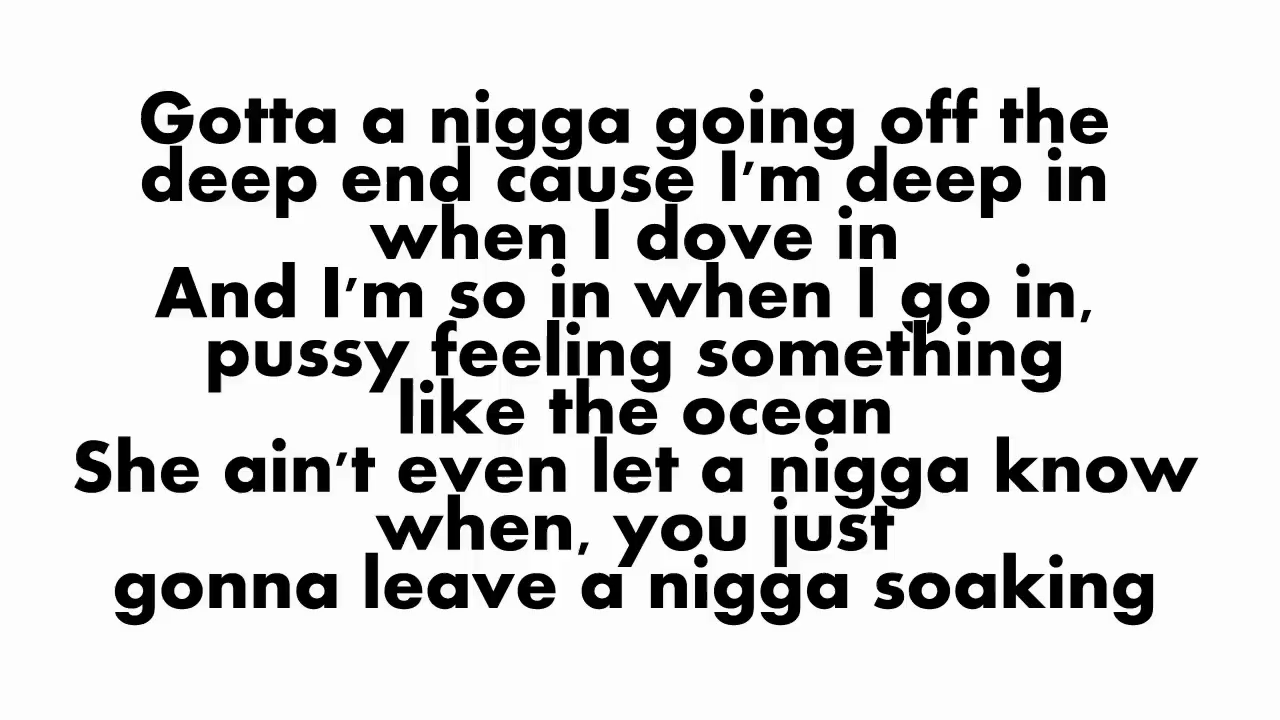 Gotta a nigga going off the
deep end cause I'm deep in
when I dove in
And I'm so in when I go in,
pussy feeling something
like the ocean
She ain't even let a nigga know
when, you just
gonna leave a nigga soaking